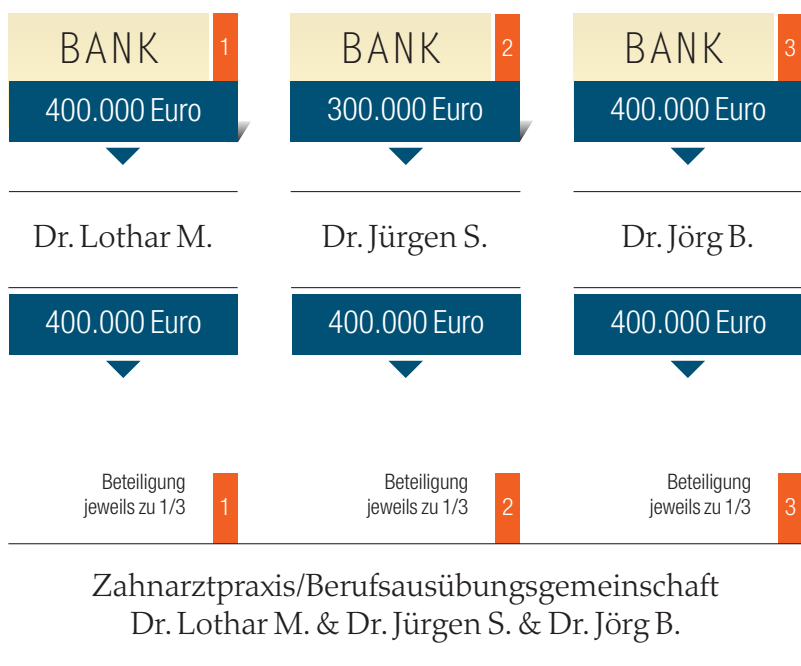 BANK 1
400.000 Euro
Dr. Lothar M.
400.000 Euro
Beteiligung
jeweils zu 1/3
1
BANK 2
300.000 Euro
Dr. Jürgen S.
400.000 Euro
Beteiligung
jeweils zu 1/3
2
BANK 3
400.000 Euro
Dr. Jörg B.
400.000 Euro
Beteiligung
jeweils zu 1/3
3
Zahnarztpraxis/Berufsausübungsgemeinschaft
Dr. Lothar M. & Dr. Jürgen S. & Dr. Jörg B.